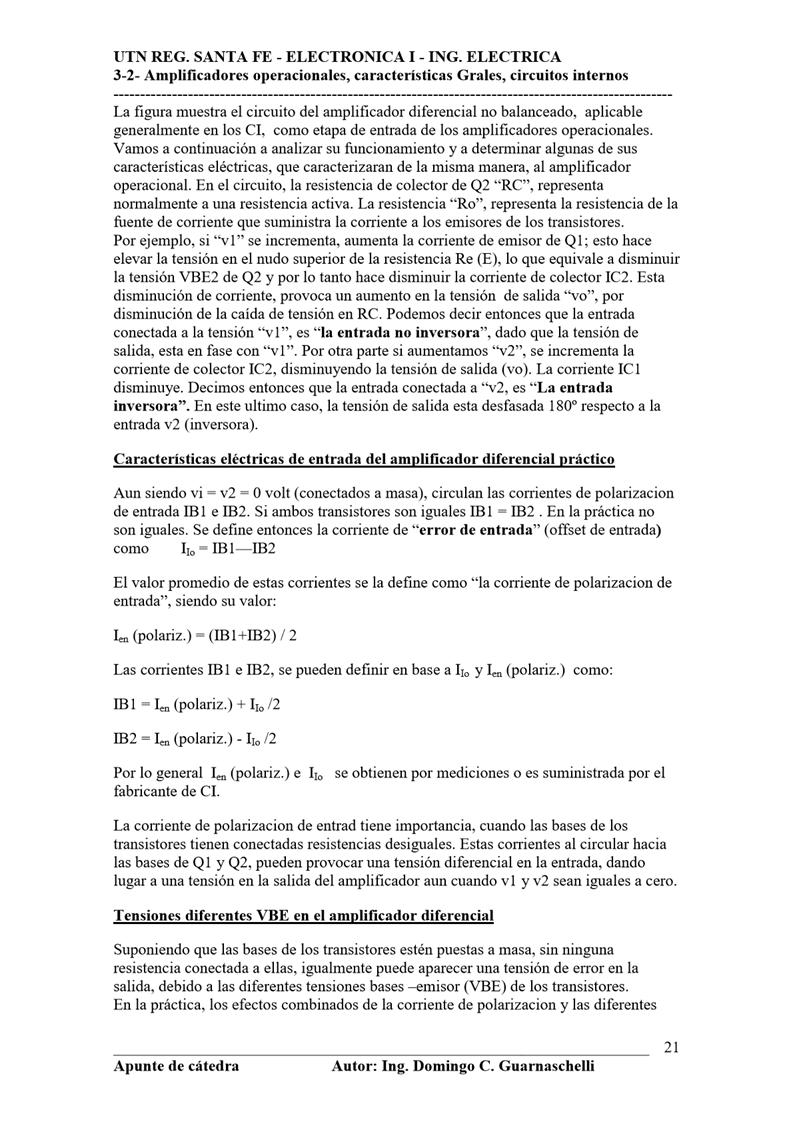 UTN REG. SANTA FE - ELECTRONICA I - ING. ELECTRICA
3-2- Amplificadores operacionales, características Grales, circuitos internos
-----------------------------------------------------------------------------------------------------------
La figura muestra el circuito del amplificador diferencial no balanceado,  aplicable
generalmente en los CI,  como etapa de entrada de los amplificadores operacionales.
Vamos a continuación a analizar su funcionamiento y a determinar algunas de sus
características eléctricas, que caracterizaran de la misma manera, al amplificador
operacional. En el circuito, la resistencia de colector de Q2 “RC”, representa
normalmente a una resistencia activa. La resistencia “Ro”, representa la resistencia de la
fuente de corriente que suministra la corriente a los emisores de los transistores.
Por ejemplo, si “v1” se incrementa, aumenta la corriente de emisor de Q1; esto hace
elevar la tensión en el nudo superior de la resistencia Re (E), lo que equivale a disminuir
la tensión VBE2 de Q2 y por lo tanto hace disminuir la corriente de colector IC2. Esta
disminución de corriente, provoca un aumento en la tensión  de salida “vo”, por
disminución de la caída de tensión en RC. Podemos decir entonces que la entrada
conectada a la tensión “v1”, es “la entrada no inversora”, dado que la tensión de
salida, esta en fase con “v1”. Por otra parte si aumentamos “v2”, se incrementa la
corriente de colector IC2, disminuyendo la tensión de salida (vo). La corriente IC1
disminuye. Decimos entonces que la entrada conectada a “v2, es “La entrada
inversora”. En este ultimo caso, la tensión de salida esta desfasada 180º respecto a la
entrada v2 (inversora).
Características eléctricas de entrada del amplificador diferencial práctico
Aun siendo vi = v2 = 0 volt (conectados a masa), circulan las corrientes de polarizacion
de entrada IB1 e IB2. Si ambos transistores son iguales IB1 = IB2 . En la práctica no
son iguales. Se define entonces la corriente de “error de entrada” (offset de entrada)
como      IIo = IB1—IB2
El valor promedio de estas corrientes se la define como “la corriente de polarizacion de
entrada”, siendo su valor:
Ien (polariz.) = (IB1+IB2) / 2
Las corrientes IB1 e IB2, se pueden definir en base a IIo y Ien (polariz.)  como:
IB1 = Ien (polariz.) + IIo /2
IB2 = Ien (polariz.) - IIo /2
Por lo general  Ien (polariz.) e  IIo   se obtienen por mediciones o es suministrada por el
fabricante de CI.
La corriente de polarizacion de entrad tiene importancia, cuando las bases de los
transistores tienen conectadas resistencias desiguales. Estas corrientes al circular hacia
las bases de Q1 y Q2, pueden provocar una tensión diferencial en la entrada, dando
lugar a una tensión en la salida del amplificador aun cuando v1 y v2 sean iguales a cero.
Tensiones diferentes VBE en el amplificador diferencial
Suponiendo que las bases de los transistores estén puestas a masa, sin ninguna
resistencia conectada a ellas, igualmente puede aparecer una tensión de error en la
salida, debido a las diferentes tensiones bases –emisor (VBE) de los transistores.
En la práctica, los efectos combinados de la corriente de polarizacion y las diferentes
21
Apunte de cátedra                    Autor: Ing. Domingo C. Guarnaschelli